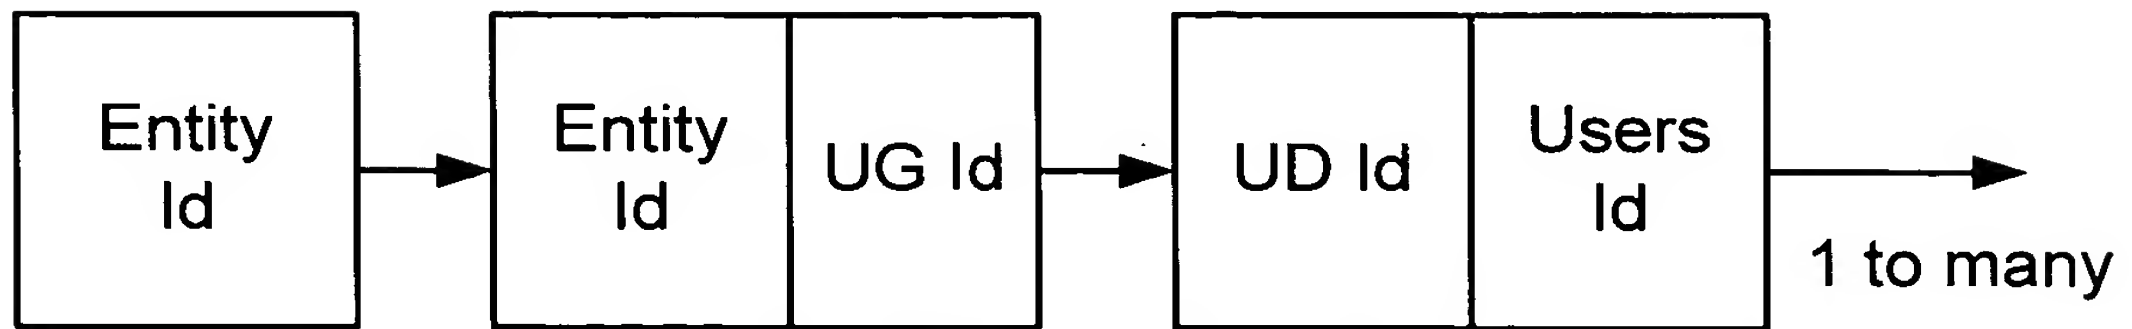 Entity
Id
Entity
Id
UG Id
UD Id
Users
Id
1 to many